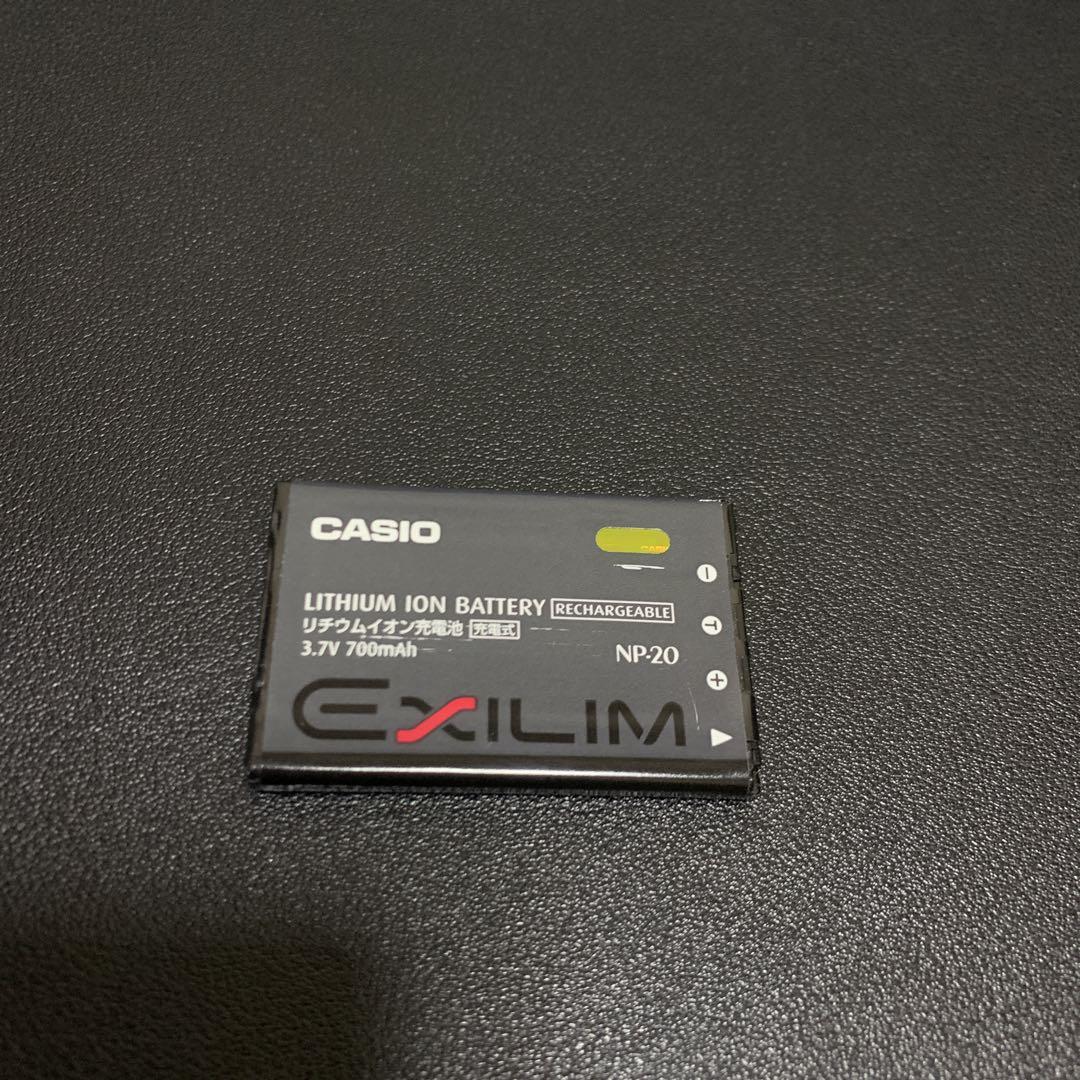 CASIO
LITHIUM ION BATTERY RECHARGEABLE
リチウムイオン充電池 充電式
3.7V 700mAh
NP-20
EXILIM
− T +